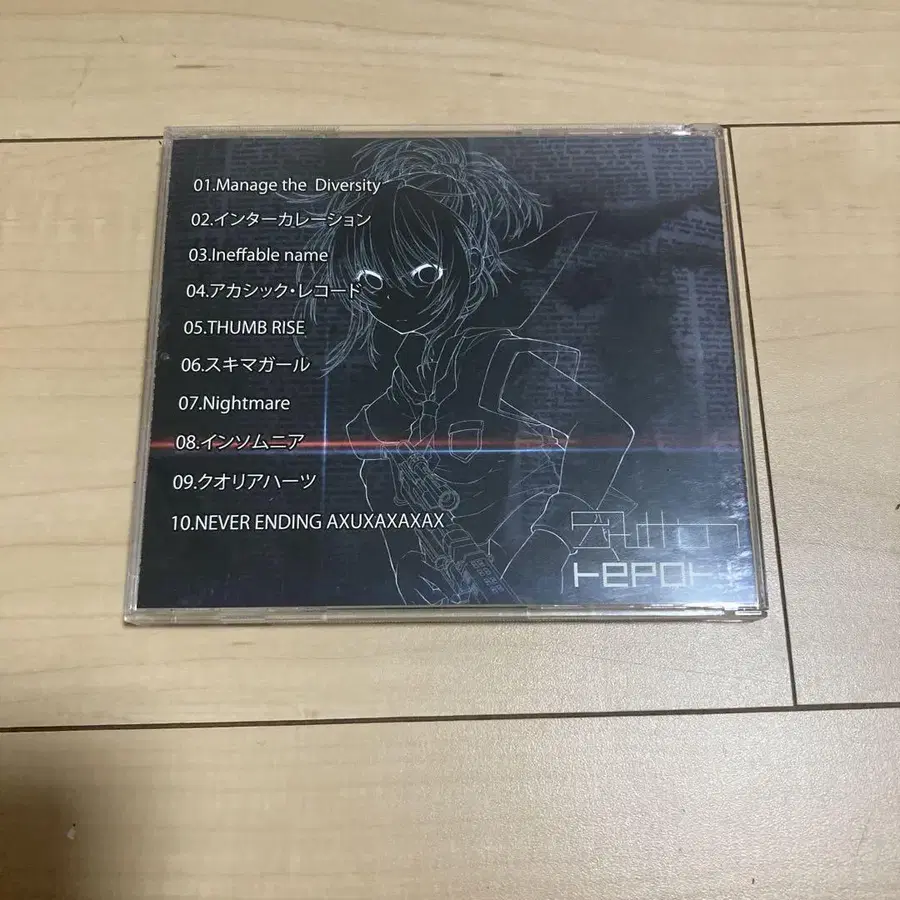 01.Manage the Diversity
02.インターカレーション
03.Ineffable name
04.アカシック・レコード
05.THUMB RISE
06.スキマガール
07.Nightmare
08.インソムニア
09.クオリアハーツ
10.NEVER ENDING AXUXAXAXAX